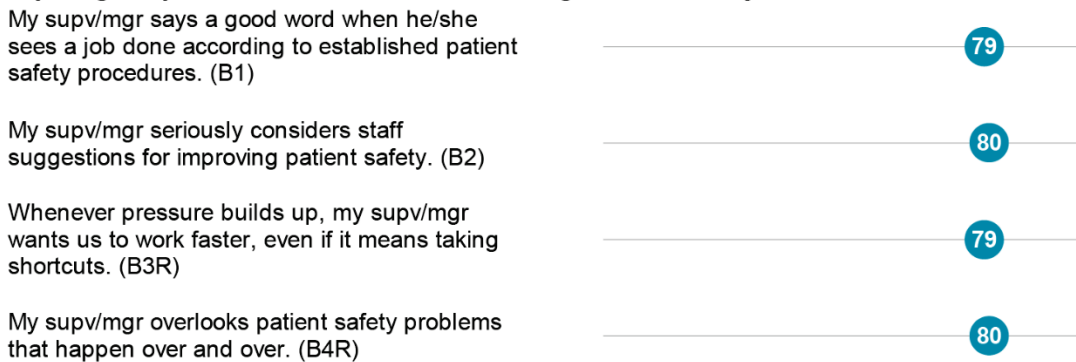 My supv/mgr says a good word when he/she
sees a job done according to established patient
safety procedures. (B1)
79
My supv/mgr seriously considers staff
suggestions for improving patient safety. (B2)
80
Whenever pressure builds up, my supv/mgr
wants us to work faster, even if it means taking
shortcuts. (B3R)
79
My supv/mgr overlooks patient safety problems
that happen over and over. (B4R)
80